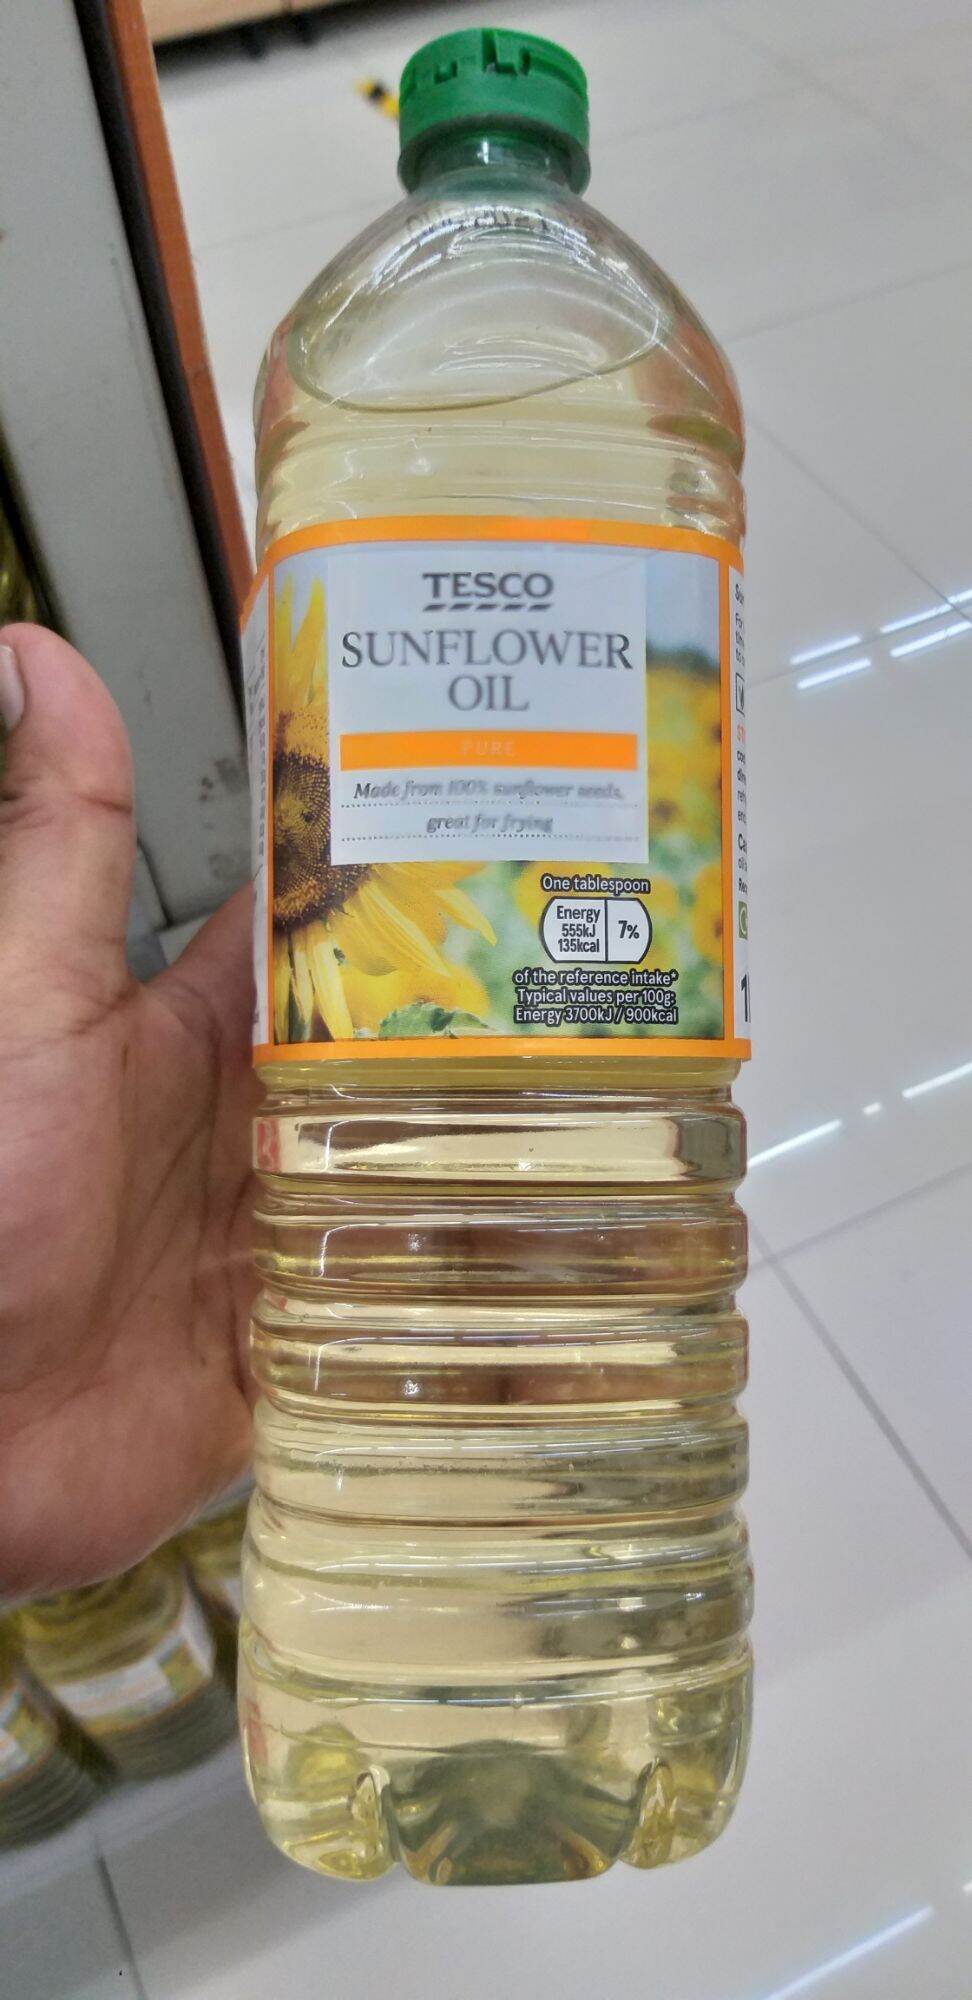 TESCO
SUNFLOWER
OIL
PURE
Made from 100% sunflower seeds,
great for frying
One tablespoon
Energy
555kJ
135kcal
7%
of the reference intake*
Typical values per 100g:
Energy 3700kJ / 900kcal